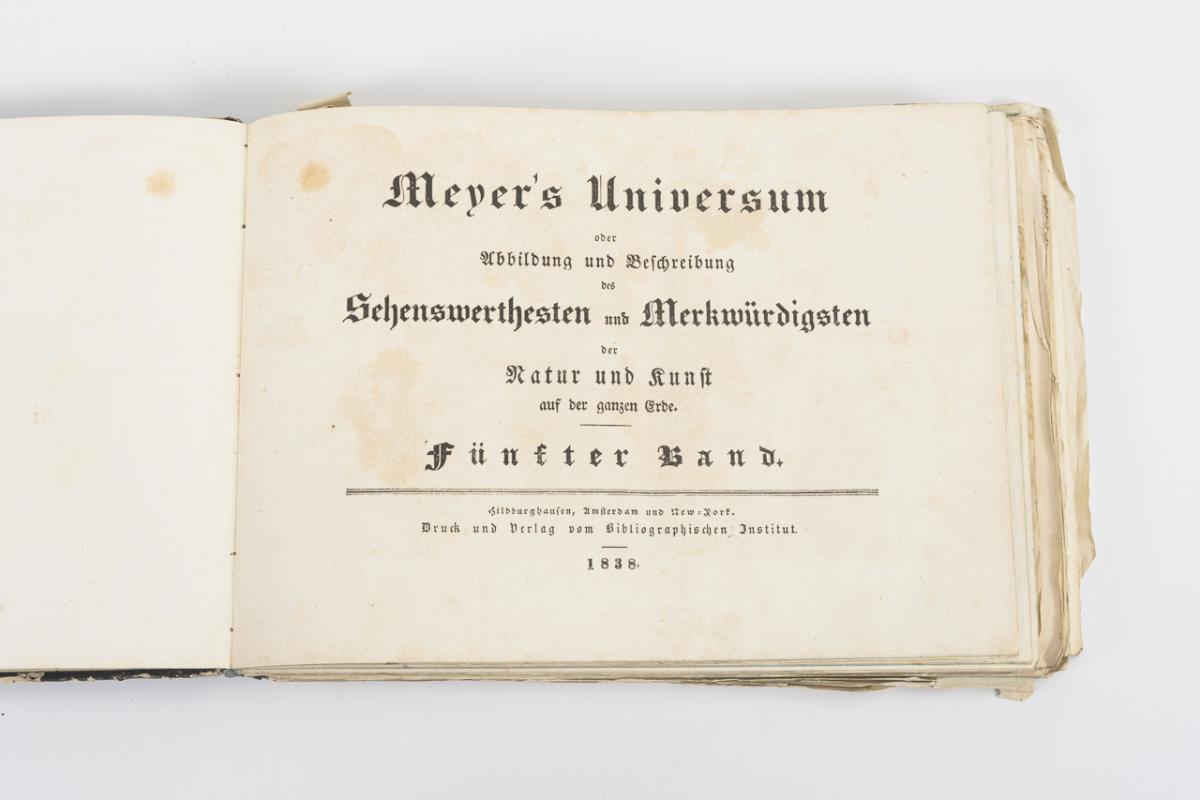 Meyer's Universum
oder
Abbildung und Beschreibung
des
Sehenswerthesten und Merkwürdigsten
der
Natur und Kunst
auf der ganzen Erde.
Fünfter Band.
Hildburghausen, Amsterdam und New-York.
Druck und Verlag vom Bibliographischen Institut.
1838.